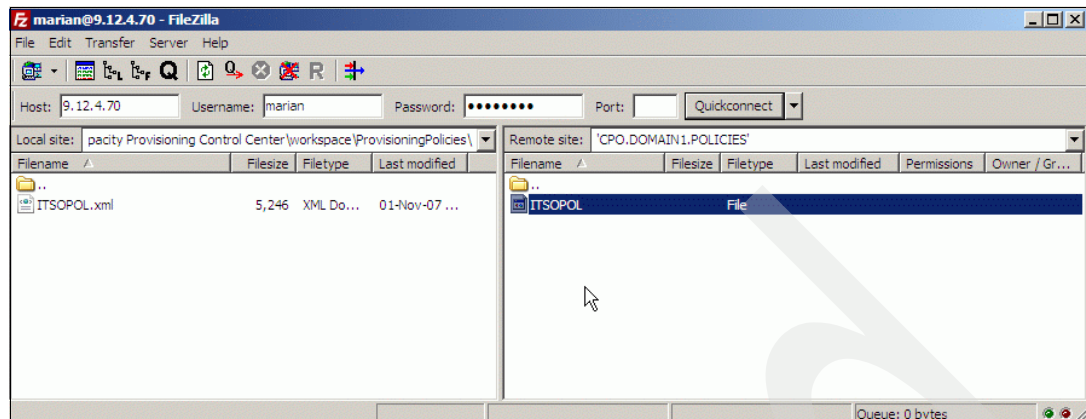 marian@9.12.4.70 - FileZilla
File Edit Transfer Server Help
Host: 9.12.4.70 Username: marian Password: •••••••• Port: Quickconnect
Local site: pacity Provisioning Control Center\workspace\ProvisioningPolicies\ Remote site: 'CPO.DOMAIN1.POLICIES'
Filename Filesize Filetype Last modified Filename Filesize Filetype Last modified Permissions Owner / Gr...
.. ..
ITSOPOL.xml 5,246 XML Do... 01-Nov-07 ... ITSOPOL File
Queue: 0 bytes